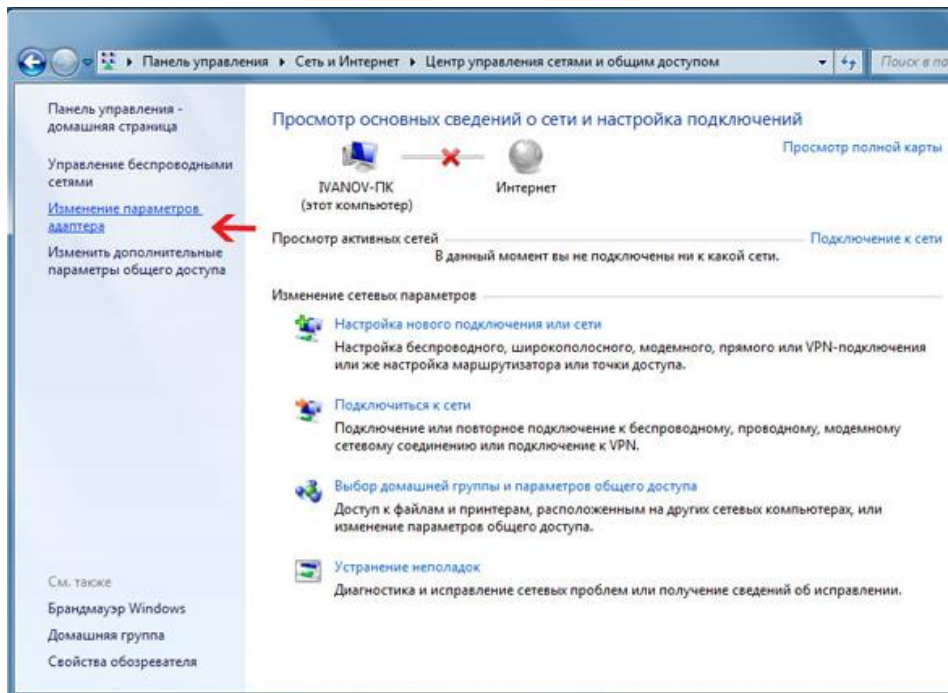 Панель управления ▸ Сеть и Интернет ▸ Центр управления сетями и общим доступом
Поиск в
Панель управления -
домашняя страница
Управление беспроводными
сетями
Изменение параметров
адаптера
Изменить дополнительные
параметры общего доступа
См. также
Брандмауэр Windows
Домашняя группа
Свойства обозревателя
Просмотр основных сведений о сети и настройка подключений
Просмотр полной карты
IVANOV-ПК
(этот компьютер)
Интернет
Просмотр активных сетей
Подключение к сети
В данный момент вы не подключены ни к какой сети.
Изменение сетевых параметров
Настройка нового подключения или сети
Настройка беспроводного, широкополосного, модемного, прямого или VPN-подключения
или же настройка маршрутизатора или точки доступа.
Подключиться к сети
Подключение или повторное подключение к беспроводному, проводному, модемному
сетевому соединению или подключение к VPN.
Выбор домашней группы и параметров общего доступа
Доступ к файлам и принтерам, расположенным на других сетевых компьютерах, или
изменение параметров общего доступа.
Устранение неполадок
Диагностика и исправление сетевых проблем или получение сведений об исправлении.